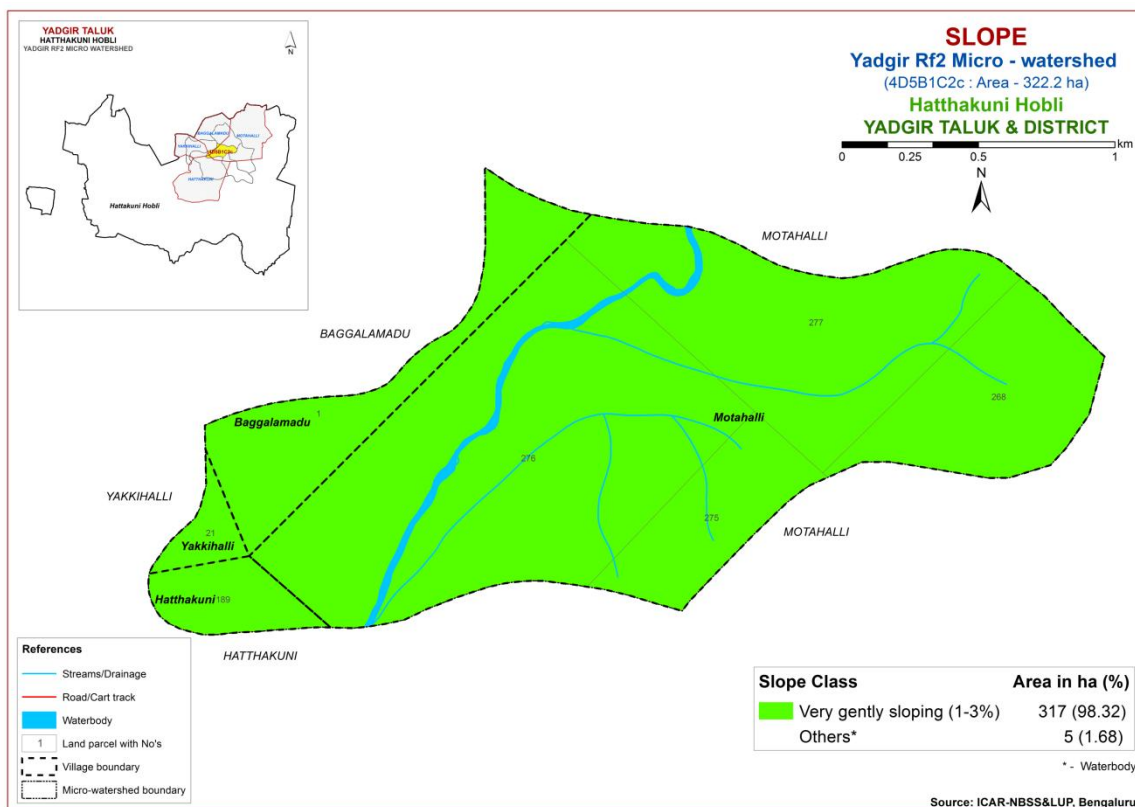 YADGIR TALUK
HATTHAKUNI HOBLI
YADGIR RF2 MICRO WATERSHED
N
BAGGALAMADU
MOTAHALLI
HATTHAKUNI
Hattakuni Hobli
SLOPE
Yadgir Rf2 Micro - watershed
(4D5B1C2c : Area - 322.2 ha)
Hatthakuni Hobli
YADGIR TALUK & DISTRICT
0 0.25 0.5 1 km
N
MOTAHALLI
BAGGALAMADU
277
268
Baggalamadu 1
Motahalli
276
YAKKIHALLI
275
21
Yakkihalli
MOTAHALLI
Hatthakuni 189
HATTHAKUNI
References
Streams/Drainage
Road/Cart track
Waterbody
1 Land parcel with No's
Village boundary
Micro-watershed boundary
Slope Class Area in ha (%)
Very gently sloping (1-3%) 317 (98.32)
Others* 5 (1.68)
* - Waterbody
Source: ICAR-NBSS&LUP, Bengaluru